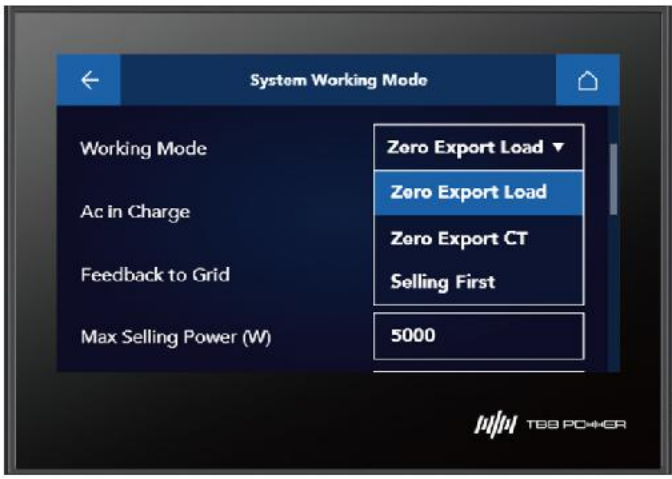 System Working Mode
Working Mode
Zero Export Load ▼
Zero Export Load
Ac in Charge
Zero Export CT
Feedback to Grid
Selling First
Max Selling Power (W)
5000
TBB POWER